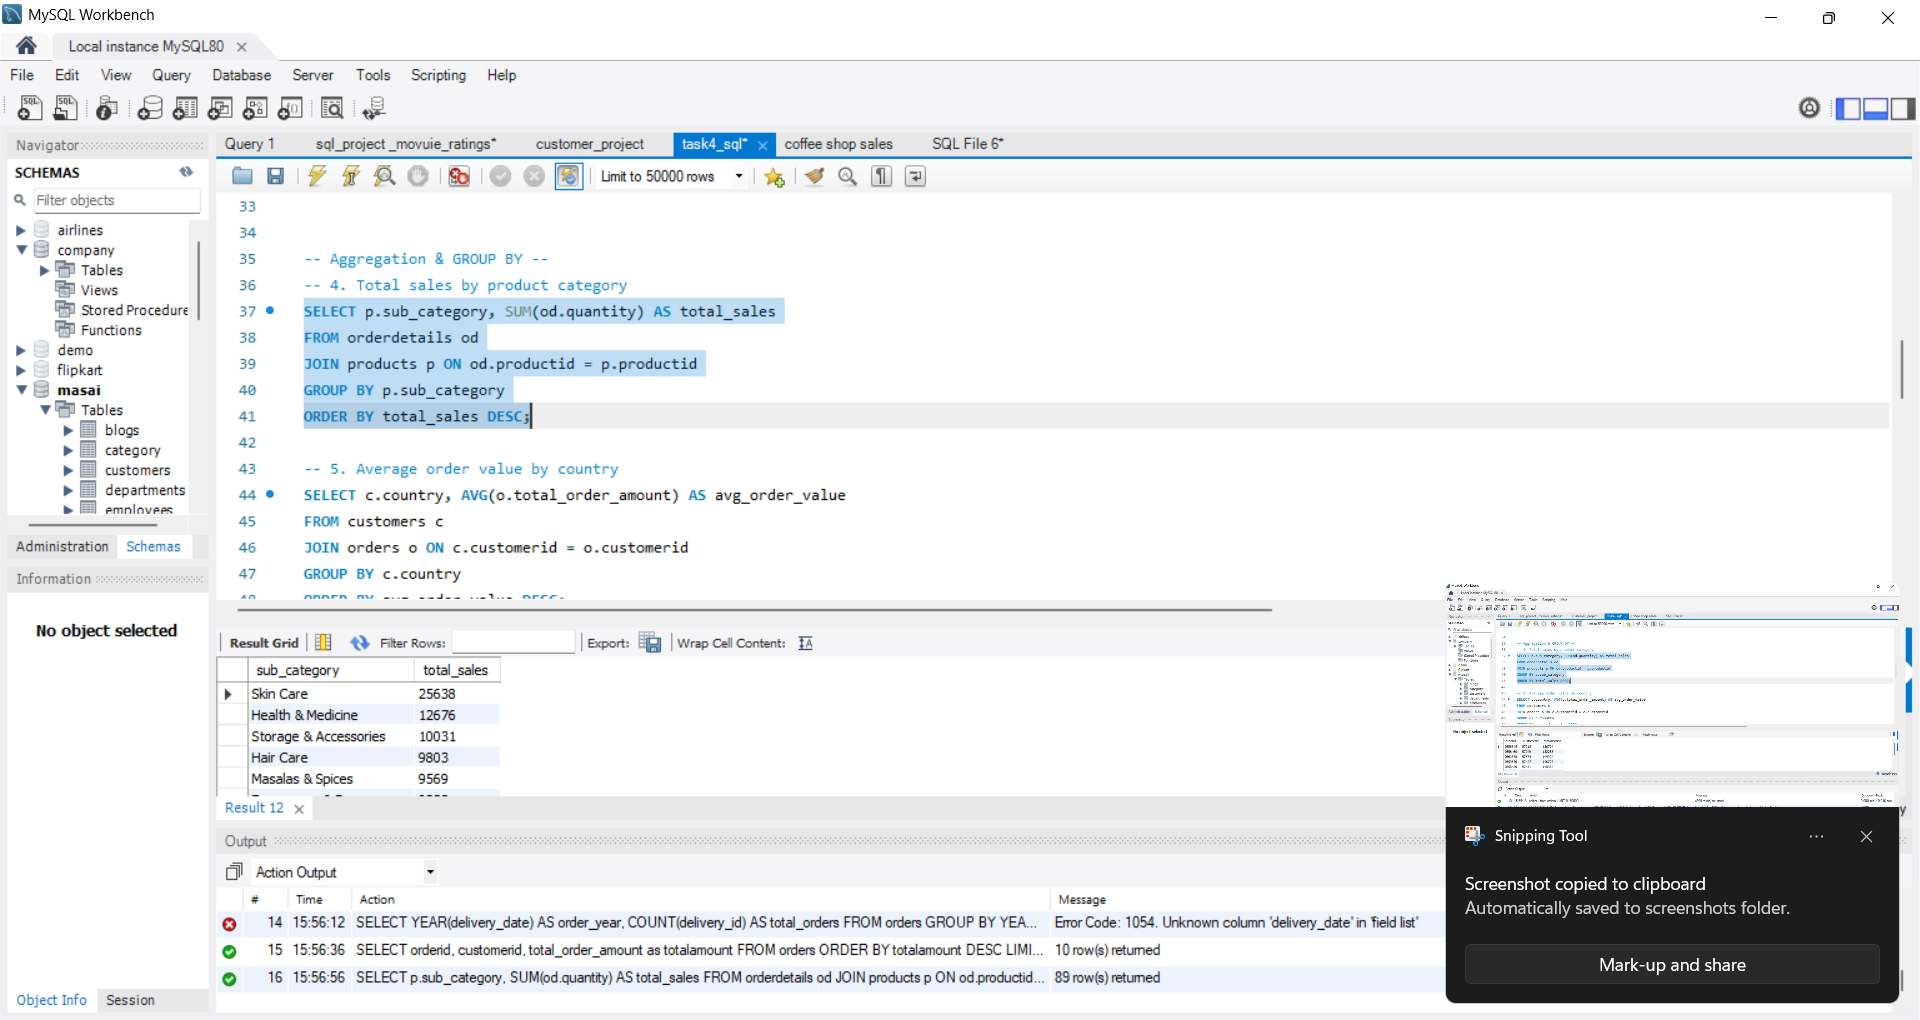 MySQL Workbench
Local instance MySQL80
File Edit View Query Database Server Tools Scripting Help
Navigator
SCHEMAS
Filter objects
airlines
company
Tables
Views
Stored Procedure
Functions
demo
flipkart
masai
Tables
blogs
category
customers
departments
employees
Administration Schemas
Information
No object selected
Object Info Session
Query 1 sql_project _movuie_ratings* customer_project task4_sql* coffee shop sales SQL File 6*
Limit to 50000 rows
33
34
35 -- Aggregation & GROUP BY --
36 -- 4. Total sales by product category
37 SELECT p.sub_category, SUM(od.quantity) AS total_sales
38 FROM orderdetails od
39 JOIN products p ON od.productid = p.productid
40 GROUP BY p.sub_category
41 ORDER BY total_sales DESC;
42
43 -- 5. Average order value by country
44 SELECT c.country, AVG(o.total_order_amount) AS avg_order_value
45 FROM customers c
46 JOIN orders o ON c.customerid = o.customerid
47 GROUP BY c.country
48 ORDER BY avg_order_value DESC;
Result Grid Filter Rows: Export: Wrap Cell Content:
sub_category total_sales
Skin Care 25638
Health & Medicine 12676
Storage & Accessories 10031
Hair Care 9803
Masalas & Spices 9569
Result 12
Output
Action Output
# Time Action Message
14 15:56:12 SELECT YEAR(delivery_date) AS order_year, COUNT(delivery_id) AS total_orders FROM orders GROUP BY YEA... Error Code: 1054. Unknown column 'delivery_date' in 'field list'
15 15:56:36 SELECT orderid, customerid, total_order_amount as totalamount FROM orders ORDER BY totalamount DESC LIMI... 10 row(s) returned
16 15:56:56 SELECT p.sub_category, SUM(od.quantity) AS total_sales FROM orderdetails od JOIN products p ON od.productid... 89 row(s) returned
Snipping Tool
Screenshot copied to clipboard
Automatically saved to screenshots folder.
Mark-up and share